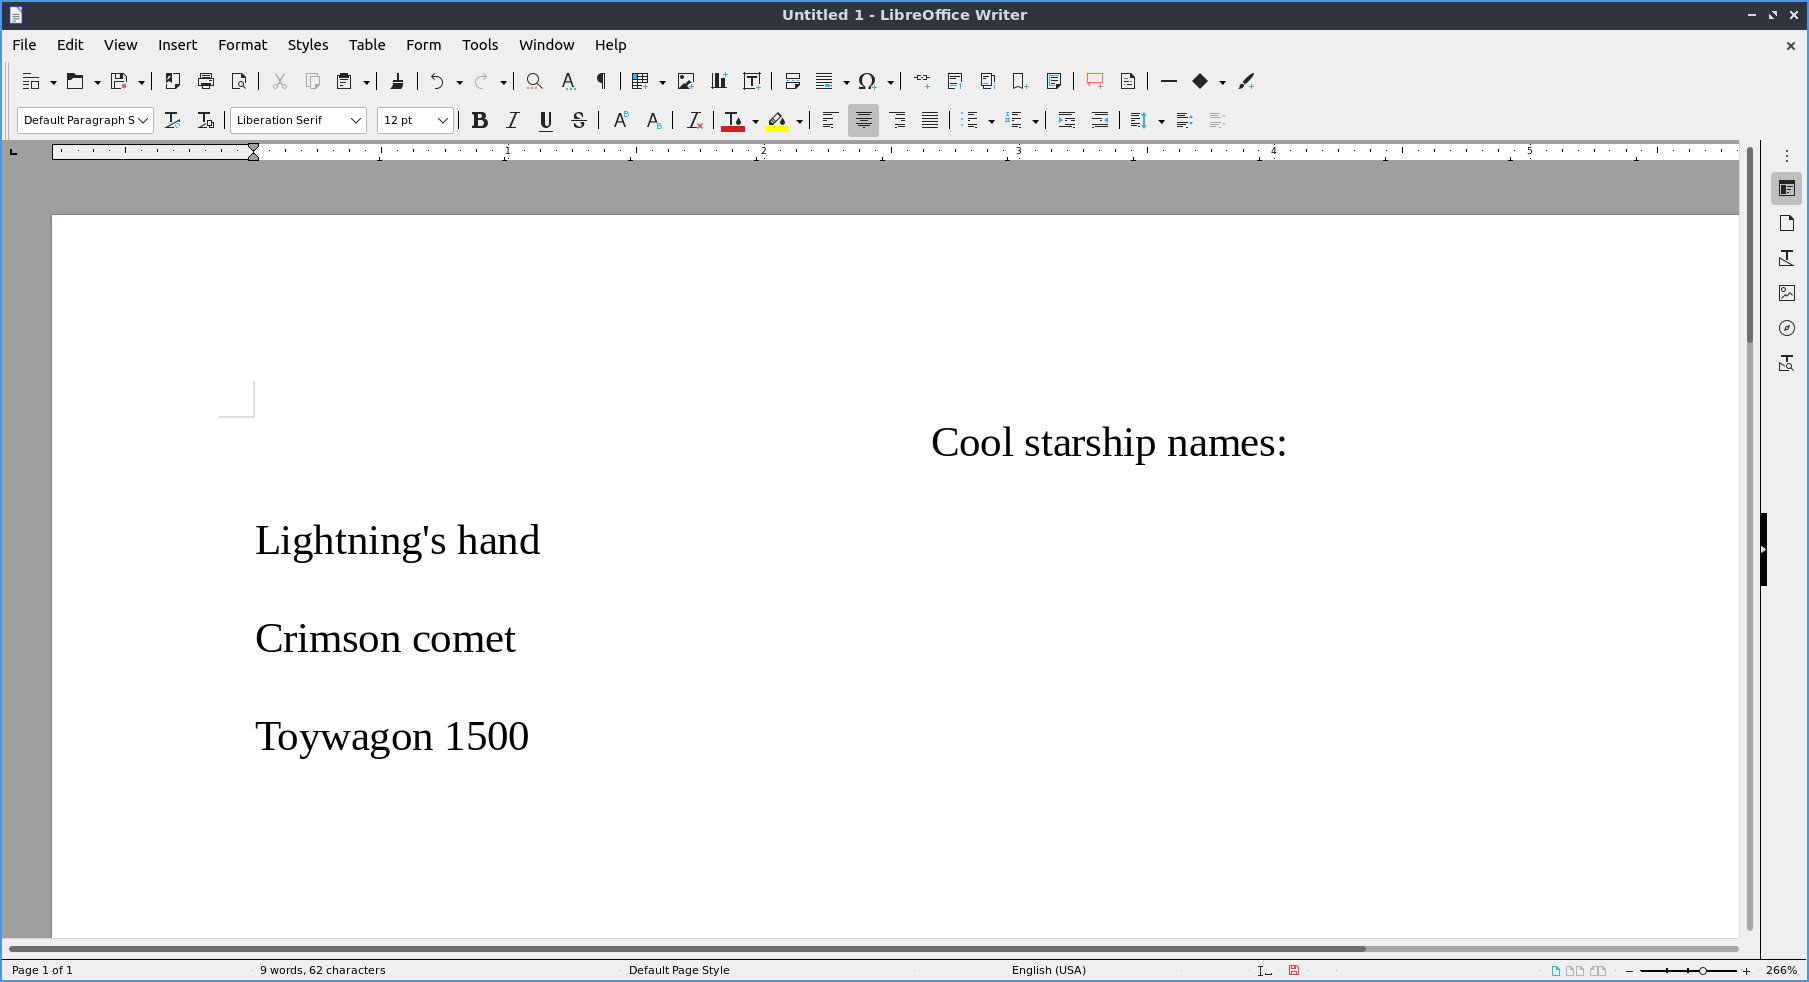 Untitled 1 - LibreOffice Writer
File Edit View Insert Format Styles Table Form Tools Window Help
Default Paragraph S Liberation Serif 12 pt
1 2 3 4 5
Cool starship names:
Lightning's hand
Crimson comet
Toywagon 1500
Page 1 of 1 9 words, 62 characters Default Page Style English (USA) 266%